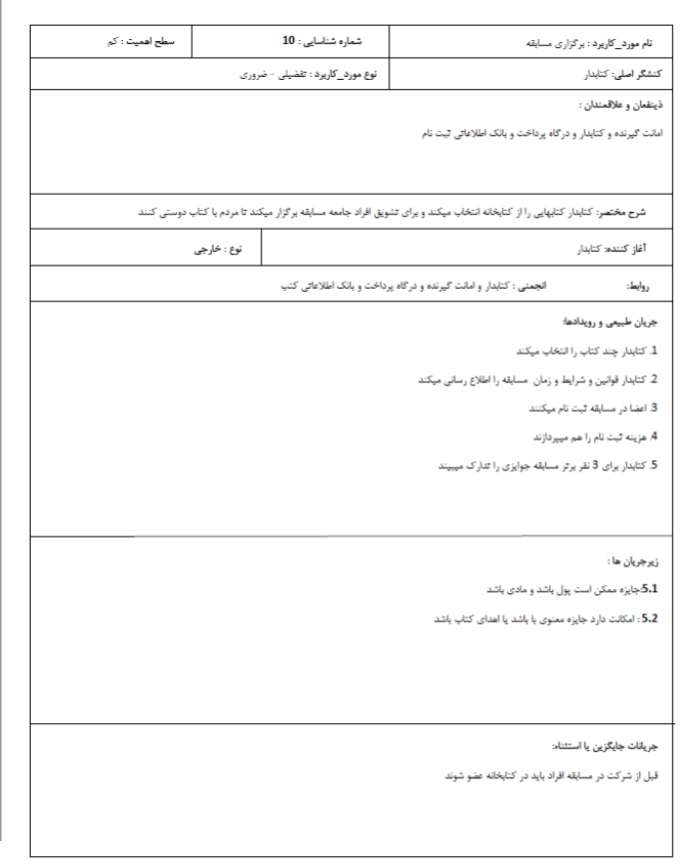 نام مورد_کاربرد : برگزاری مسابقه
شماره شناسایی : 10
سطح اهمیت : کم
کنشگر اصلی: کتابدار
نوع مورد_کاربرد : تفضیلی - ضروری
ذینفعان و علاقمندان :
امانت گیرنده و کتابدار و درگاه پرداخت و بانک اطلاعاتی ثبت نام
شرح مختصر: کتابدار کتابهایی را از کتابخانه انتخاب میکند و برای تشویق افراد جامعه مسابقه برگزار میکند تا مردم با کتاب دوستی کنند
آغاز کننده: کتابدار
نوع : خارجی
روابط: انجمنی : کتابدار و امانت گیرنده و درگاه پرداخت و بانک اطلاعاتی کتب
جریان طبیعی و رویدادها:
1. کتابدار چند کتاب را انتخاب میکند
2. کتابدار قوانین و شرایط و زمان مسابقه را اطلاع رسانی میکند
3. اعضا در مسابقه ثبت نام میکنند
4. هزینه ثبت نام را هم میپردازند
5. کتابدار برای 3 نفر برتر مسابقه جوایزی را تدارک میبیند
زیرجریان ها :
5.1:جایزه ممکن است پول باشد و مادی باشد
5.2 : امکانت دارد جایزه معنوی با باشد یا اهدای کتاب باشد
جریانات جایگزین یا استثناء:
قبل از شرکت در مسابقه افراد باید در کتابخانه عضو شوند